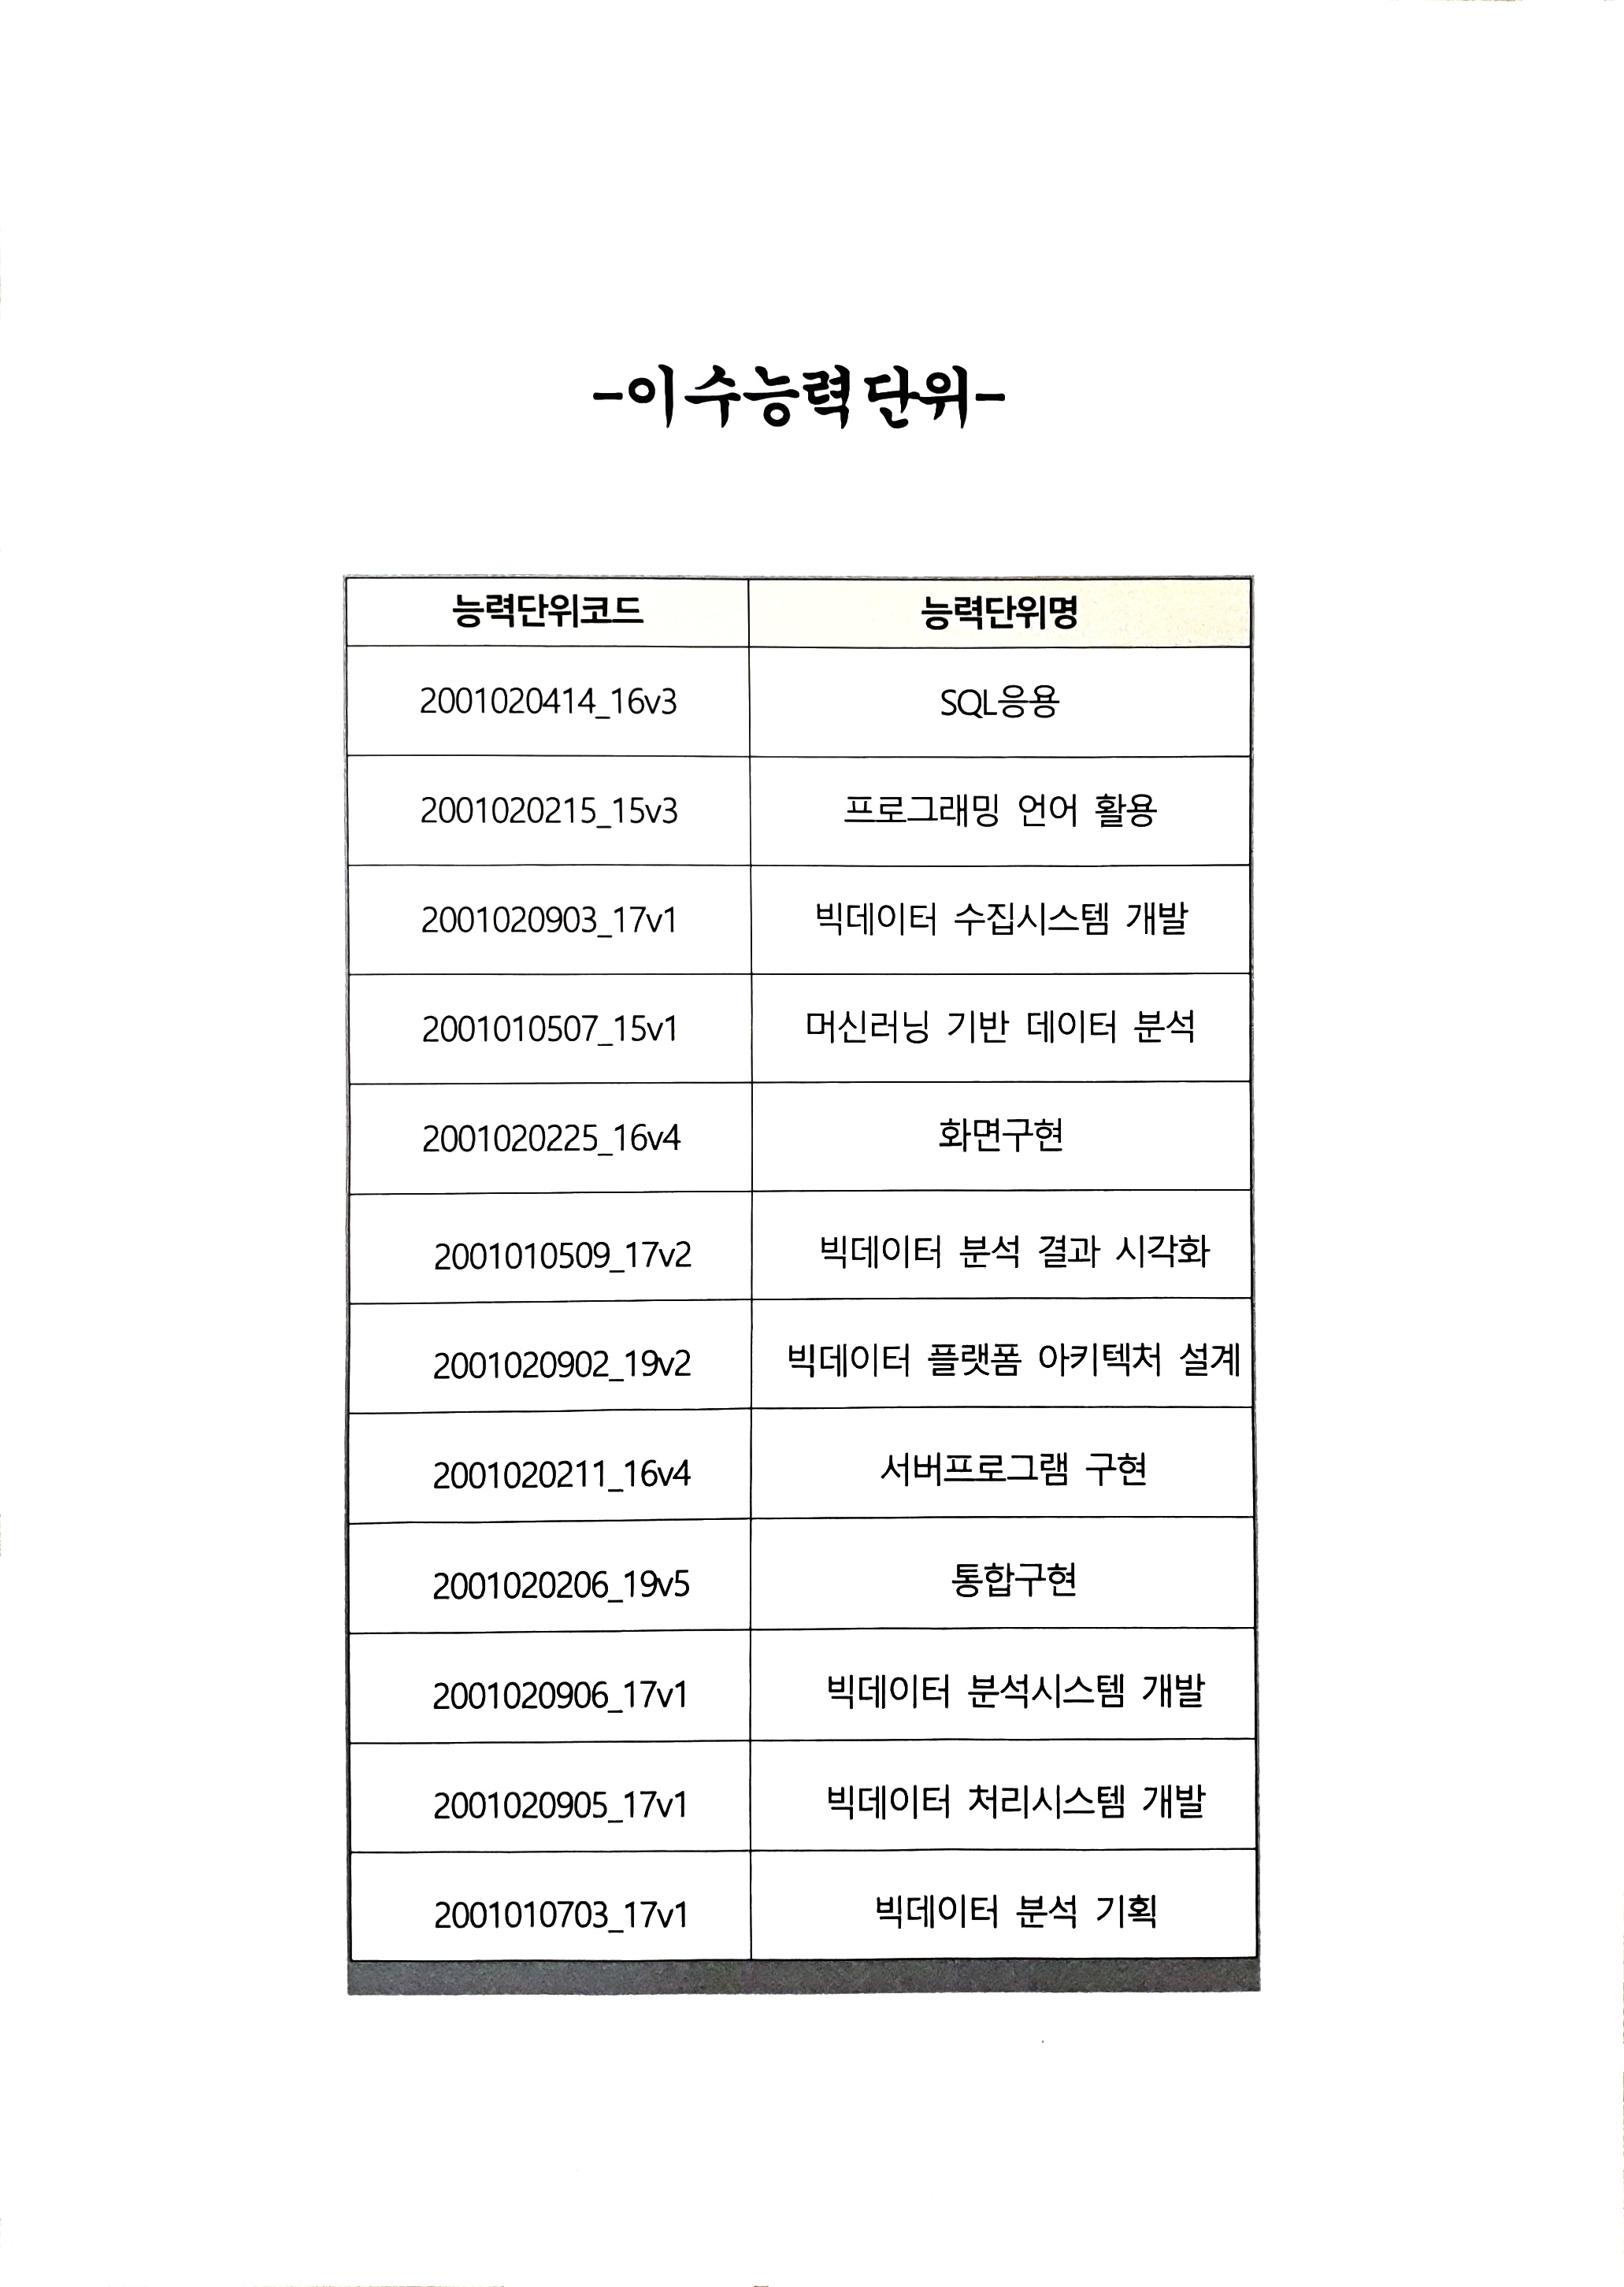 -이수능력단위-
능력단위코드 능력단위명
2001020414_16v3 SQL응용
2001020215_15v3 프로그래밍 언어 활용
2001020903_17v1 빅데이터 수집시스템 개발
2001010507_15v1 머신러닝 기반 데이터 분석
2001020225_16v4 화면구현
2001010509_17v2 빅데이터 분석 결과 시각화
2001020902_19v2 빅데이터 플랫폼 아키텍처 설계
2001020211_16v4 서버프로그램 구현
2001020206_19v5 통합구현
2001020906_17v1 빅데이터 분석시스템 개발
2001020905_17v1 빅데이터 처리시스템 개발
2001010703_17v1 빅데이터 분석 기획